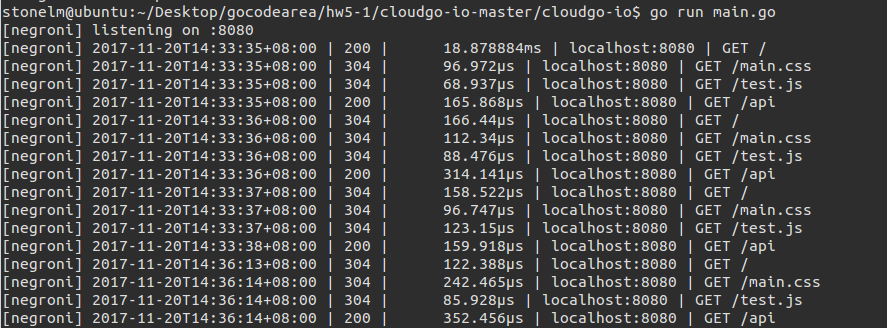 stonelm@ubuntu:~/Desktop/gocodearea/hw5-1/cloudgo-io-master/cloudgo-io$ go run main.go
[negroni] listening on :8080
[negroni] 2017-11-20T14:33:35+08:00 | 200 | 18.878884ms | localhost:8080 | GET /
[negroni] 2017-11-20T14:33:35+08:00 | 304 | 96.972µs | localhost:8080 | GET /main.css
[negroni] 2017-11-20T14:33:35+08:00 | 304 | 68.937µs | localhost:8080 | GET /test.js
[negroni] 2017-11-20T14:33:35+08:00 | 200 | 165.868µs | localhost:8080 | GET /api
[negroni] 2017-11-20T14:33:36+08:00 | 304 | 166.44µs | localhost:8080 | GET /
[negroni] 2017-11-20T14:33:36+08:00 | 304 | 112.34µs | localhost:8080 | GET /main.css
[negroni] 2017-11-20T14:33:36+08:00 | 304 | 88.476µs | localhost:8080 | GET /test.js
[negroni] 2017-11-20T14:33:36+08:00 | 200 | 314.141µs | localhost:8080 | GET /api
[negroni] 2017-11-20T14:33:37+08:00 | 304 | 158.522µs | localhost:8080 | GET /
[negroni] 2017-11-20T14:33:37+08:00 | 304 | 96.747µs | localhost:8080 | GET /main.css
[negroni] 2017-11-20T14:33:37+08:00 | 304 | 123.15µs | localhost:8080 | GET /test.js
[negroni] 2017-11-20T14:33:38+08:00 | 200 | 159.918µs | localhost:8080 | GET /api
[negroni] 2017-11-20T14:36:13+08:00 | 304 | 122.388µs | localhost:8080 | GET /
[negroni] 2017-11-20T14:36:14+08:00 | 304 | 242.465µs | localhost:8080 | GET /main.css
[negroni] 2017-11-20T14:36:14+08:00 | 304 | 85.928µs | localhost:8080 | GET /test.js
[negroni] 2017-11-20T14:36:14+08:00 | 200 | 352.456µs | localhost:8080 | GET /api